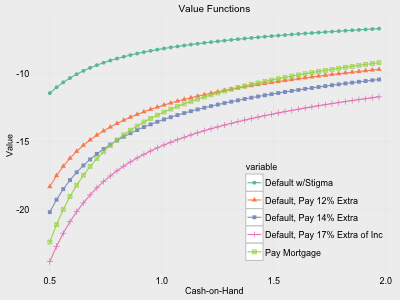 Value Functions
-10
-15
-20
Value
0.5 1.0 1.5 2.0
Cash-on-Hand
variable
Default w/Stigma
Default, Pay 12% Extra
Default, Pay 14% Extra
Default, Pay 17% Extra of Inc
Pay Mortgage